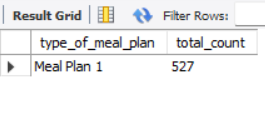 Result Grid Filter Rows:
type_of_meal_plan total_count
Meal Plan 1 527